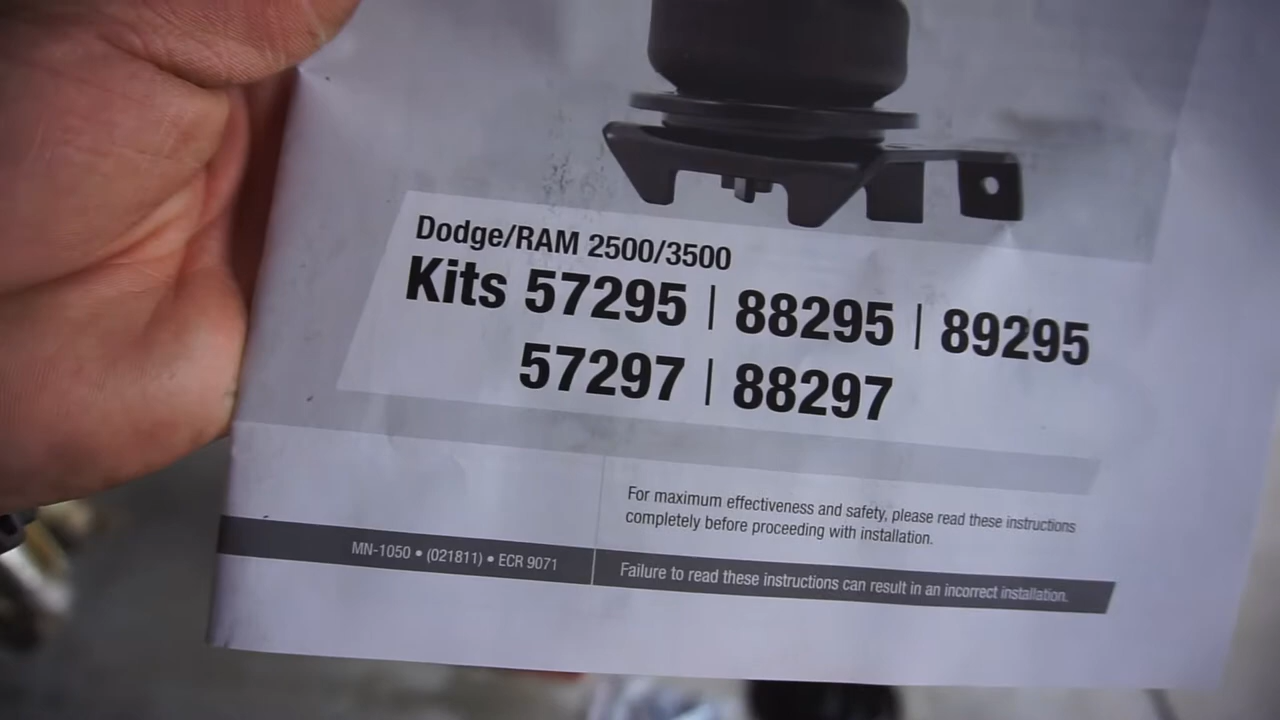 Dodge/RAM 2500/3500
Kits 57295 | 88295 | 89295
57297 | 88297
For maximum effectiveness and safety, please read these instructions
completely before proceeding with installation.
MN-1050 • (021811) • ECR 9071
Failure to read these instructions can result in an incorrect installation.